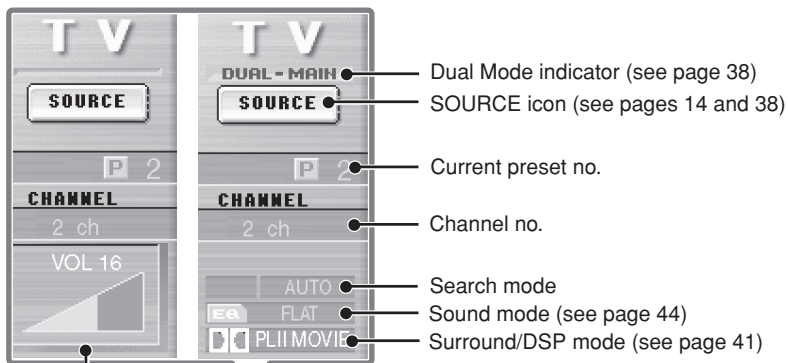 TV
SOURCE
P 2
CHANNEL
2 ch
VOL 16
TV
DUAL - MAIN
SOURCE
P 2
CHANNEL
2 ch
AUTO
EQ FLAT
PLII MOVIE
Dual Mode indicator (see page 38)
SOURCE icon (see pages 14 and 38)
Current preset no.
Channel no.
Search mode
Sound mode (see page 44)
Surround/DSP mode (see page 41)